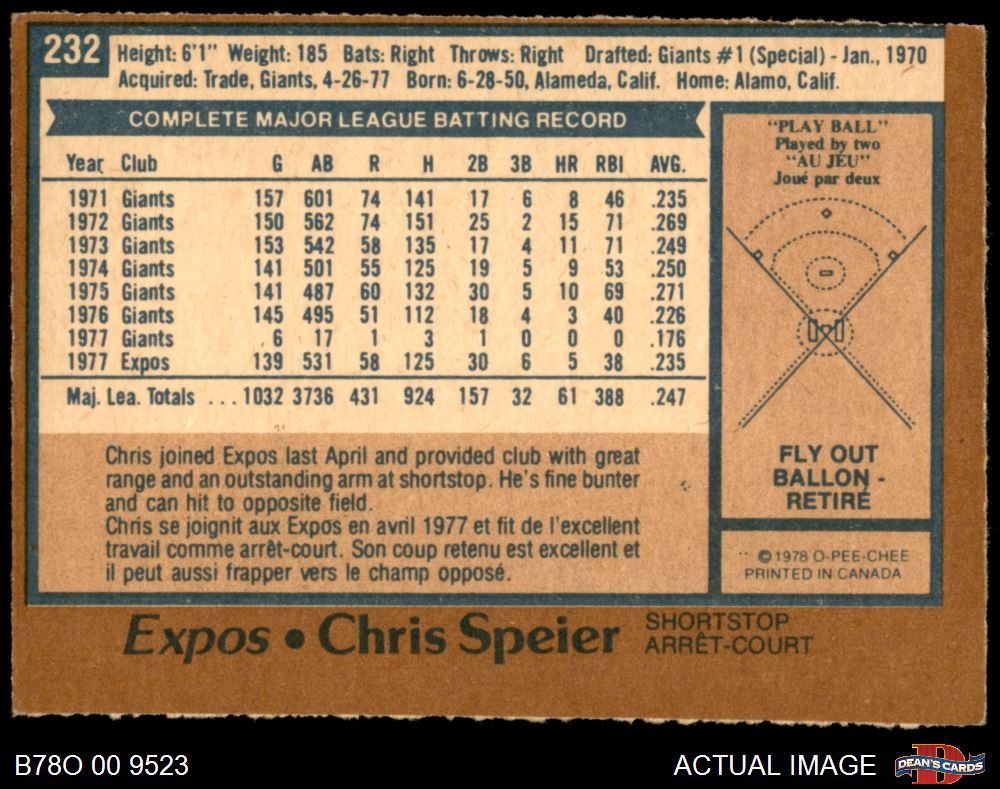 232
Height: 6'1" Weight: 185 Bats: Right Throws: Right Drafted: Giants #1 (Special) - Jan., 1970
Acquired: Trade, Giants, 4-26-77 Born: 6-28-50, Alameda, Calif. Home: Alamo, Calif.
COMPLETE MAJOR LEAGUE BATTING RECORD
Year Club G AB R H 2B 3B HR RBI AVG.
1971 Giants 157 601 74 141 17 6 8 46 .235
1972 Giants 150 562 74 151 25 2 15 71 .269
1973 Giants 153 542 58 135 17 4 11 71 .249
1974 Giants 141 501 55 125 19 5 9 53 .250
1975 Giants 141 487 60 132 30 5 10 69 .271
1976 Giants 145 495 51 112 18 4 3 40 .226
1977 Giants 6 17 1 3 1 0 0 0 .176
1977 Expos 139 531 58 125 30 6 5 38 .235
Maj. Lea. Totals ... 1032 3736 431 924 157 32 61 388 .247
Chris joined Expos last April and provided club with great
range and an outstanding arm at shortstop. He's fine bunter
and can hit to opposite field.
Chris se joignit aux Expos en avril 1977 et fit de l'excellent
travail comme arrêt-court. Son coup retenu est excellent et
il peut aussi frapper vers le champ opposé.
"PLAY BALL"
Played by two
"AU JEU"
Joué par deux
FLY OUT
BALLON -
RETIRÉ
© 1978 O-PEE-CHEE
PRINTED IN CANADA
Expos • Chris Speier
SHORTSTOP
ARRÊT-COURT
B78O 00 9523
ACTUAL IMAGE
DEAN'S CARDS